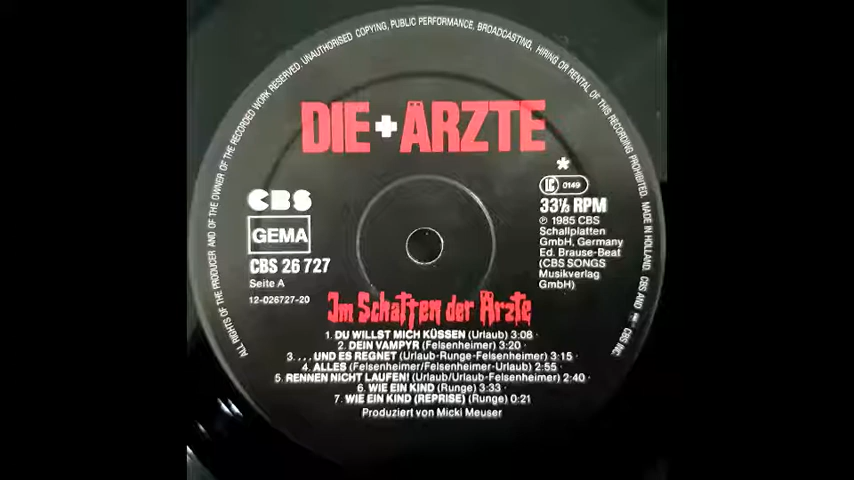 ALL RIGHTS OF THE PRODUCER AND OF THE OWNER OF THE RECORDED WORK RESERVED. UNAUTHORISED COPYING, PUBLIC PERFORMANCE, BROADCASTING, HIRING OR RENTAL OF THIS RECORDING PROHIBITED. MADE IN HOLLAND. CBS AND ARE CBS INC.
DIE + ÄRZTE
*
LC 0149
CBS
GEMA
CBS 26 727
Seite A
12-026727-20
33⅓ RPM
℗ 1985 CBS
Schallplatten
GmbH, Germany
Ed. Brause-Beat
(CBS SONGS
Musikverlag
GmbH)
Im Schatten der Ärzte
1. DU WILLST MICH KÜSSEN (Urlaub) 3:08 ·
2. DEIN VAMPYR (Felsenheimer) 3:20 ·
3. ... UND ES REGNET (Urlaub-Runge-Felsenheimer) 3:15 ·
4. ALLES (Felsenheimer/Felsenheimer-Urlaub) 2:55 ·
5. RENNEN NICHT LAUFEN! (Urlaub/Urlaub-Felsenheimer) 2:40 ·
6. WIE EIN KIND (Runge) 3:33 ·
7. WIE EIN KIND (REPRISE) (Runge) 0:21
Produziert von Micki Meuser